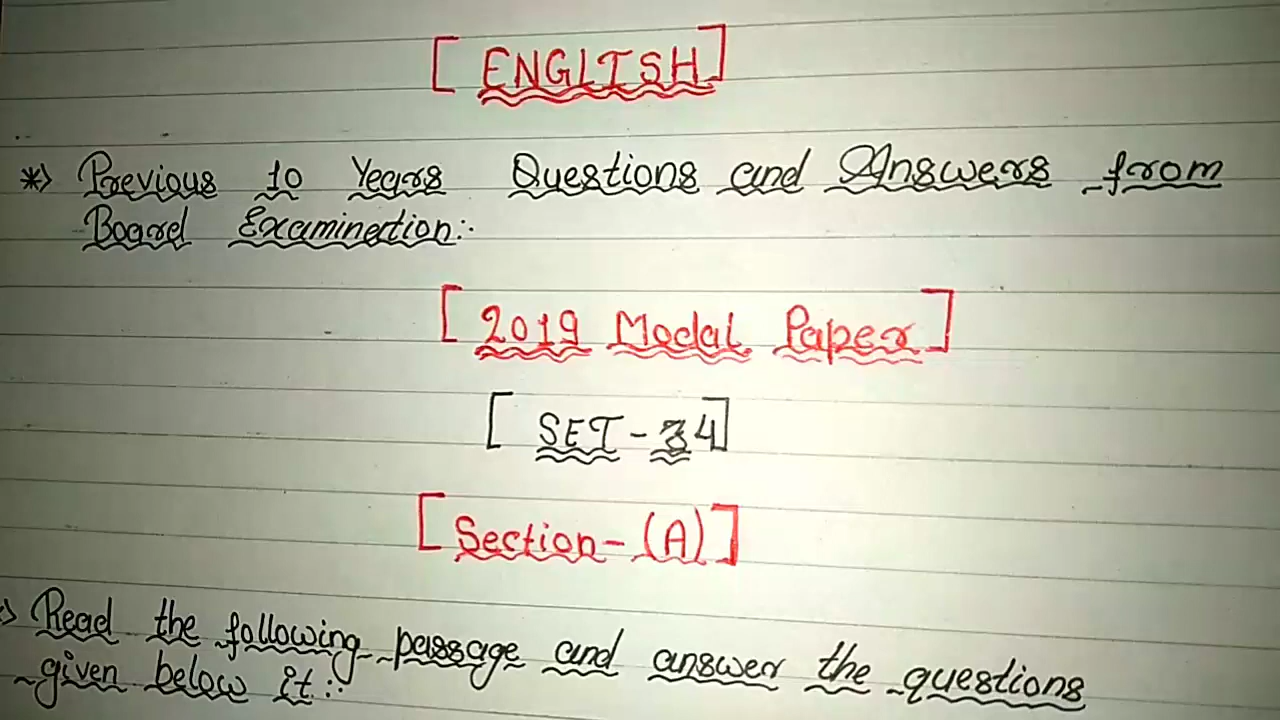 [ ENGLISH ]
*> Previous 10 Years Questions and Answers from
Board Examination:-
[ 2019 Modal Paper ]
[ SET - 34 ]
[ Section - (A) ]
> Read the following passage and answer the questions
given below it:-